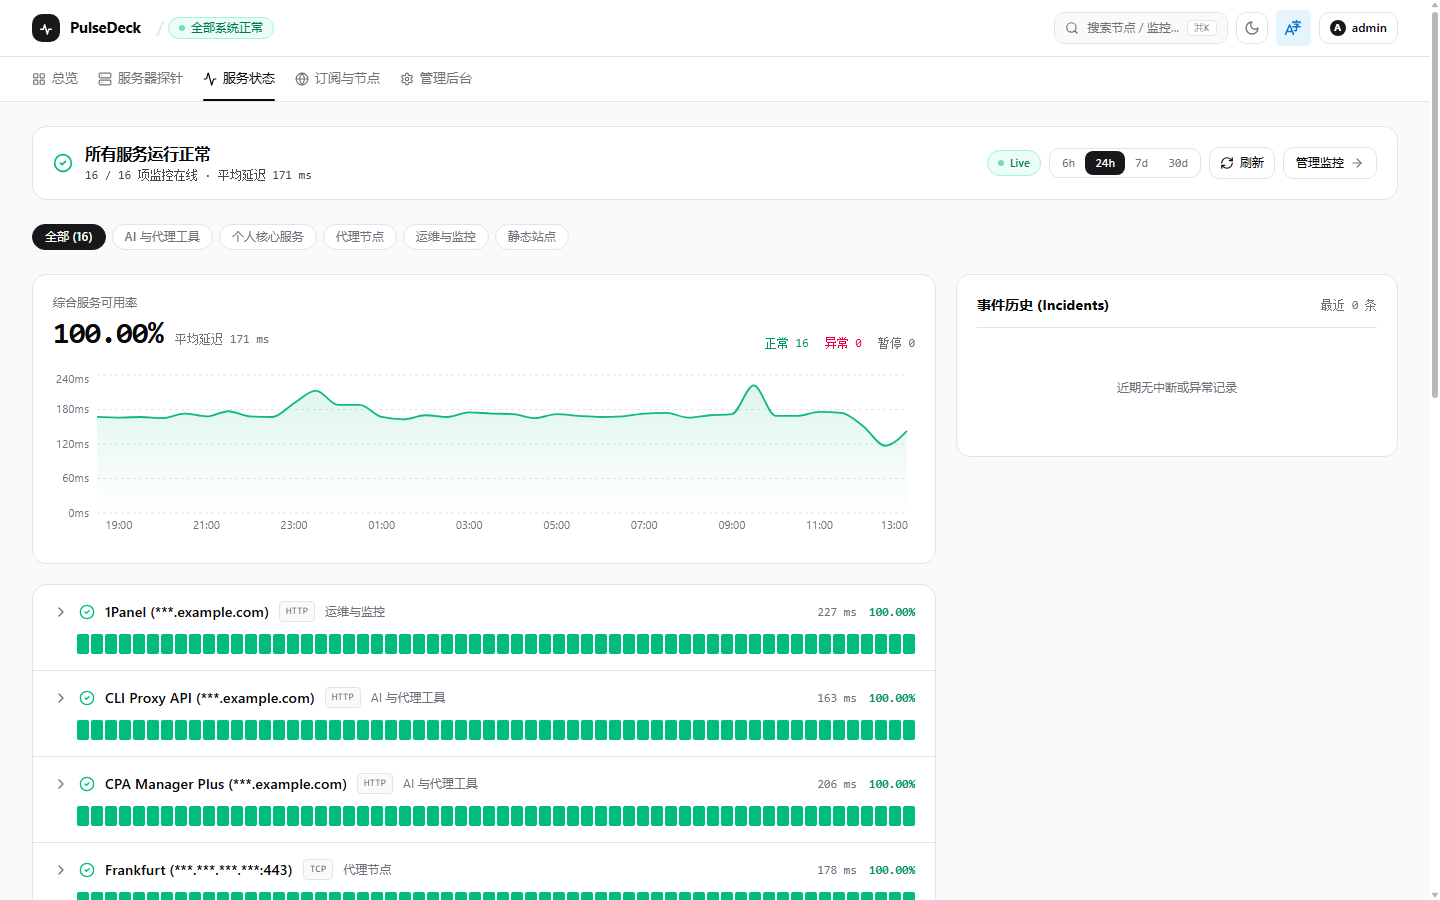 PulseDeck / 全部系统正常
搜索节点 / 监控... ⌘K
A admin
总览 服务器探针 服务状态 订阅与节点 管理后台
所有服务运行正常
16 / 16 项监控在线 · 平均延迟 171 ms
Live 6h 24h 7d 30d 刷新 管理监控
全部 (16) AI 与代理工具 个人核心服务 代理节点 运维与监控 静态站点
综合服务可用率
100.00% 平均延迟 171 ms
正常 16 异常 0 暂停 0
240ms
180ms
120ms
60ms
0ms
19:00 21:00 23:00 01:00 03:00 05:00 07:00 09:00 11:00 13:00
事件历史 (Incidents) 最近 0 条
近期无中断或异常记录
1Panel (***.example.com) HTTP 运维与监控 227 ms 100.00%
CLI Proxy API (***.example.com) HTTP AI 与代理工具 163 ms 100.00%
CPA Manager Plus (***.example.com) HTTP AI 与代理工具 206 ms 100.00%
Frankfurt (***.***.***.***:443) TCP 代理节点 178 ms 100.00%